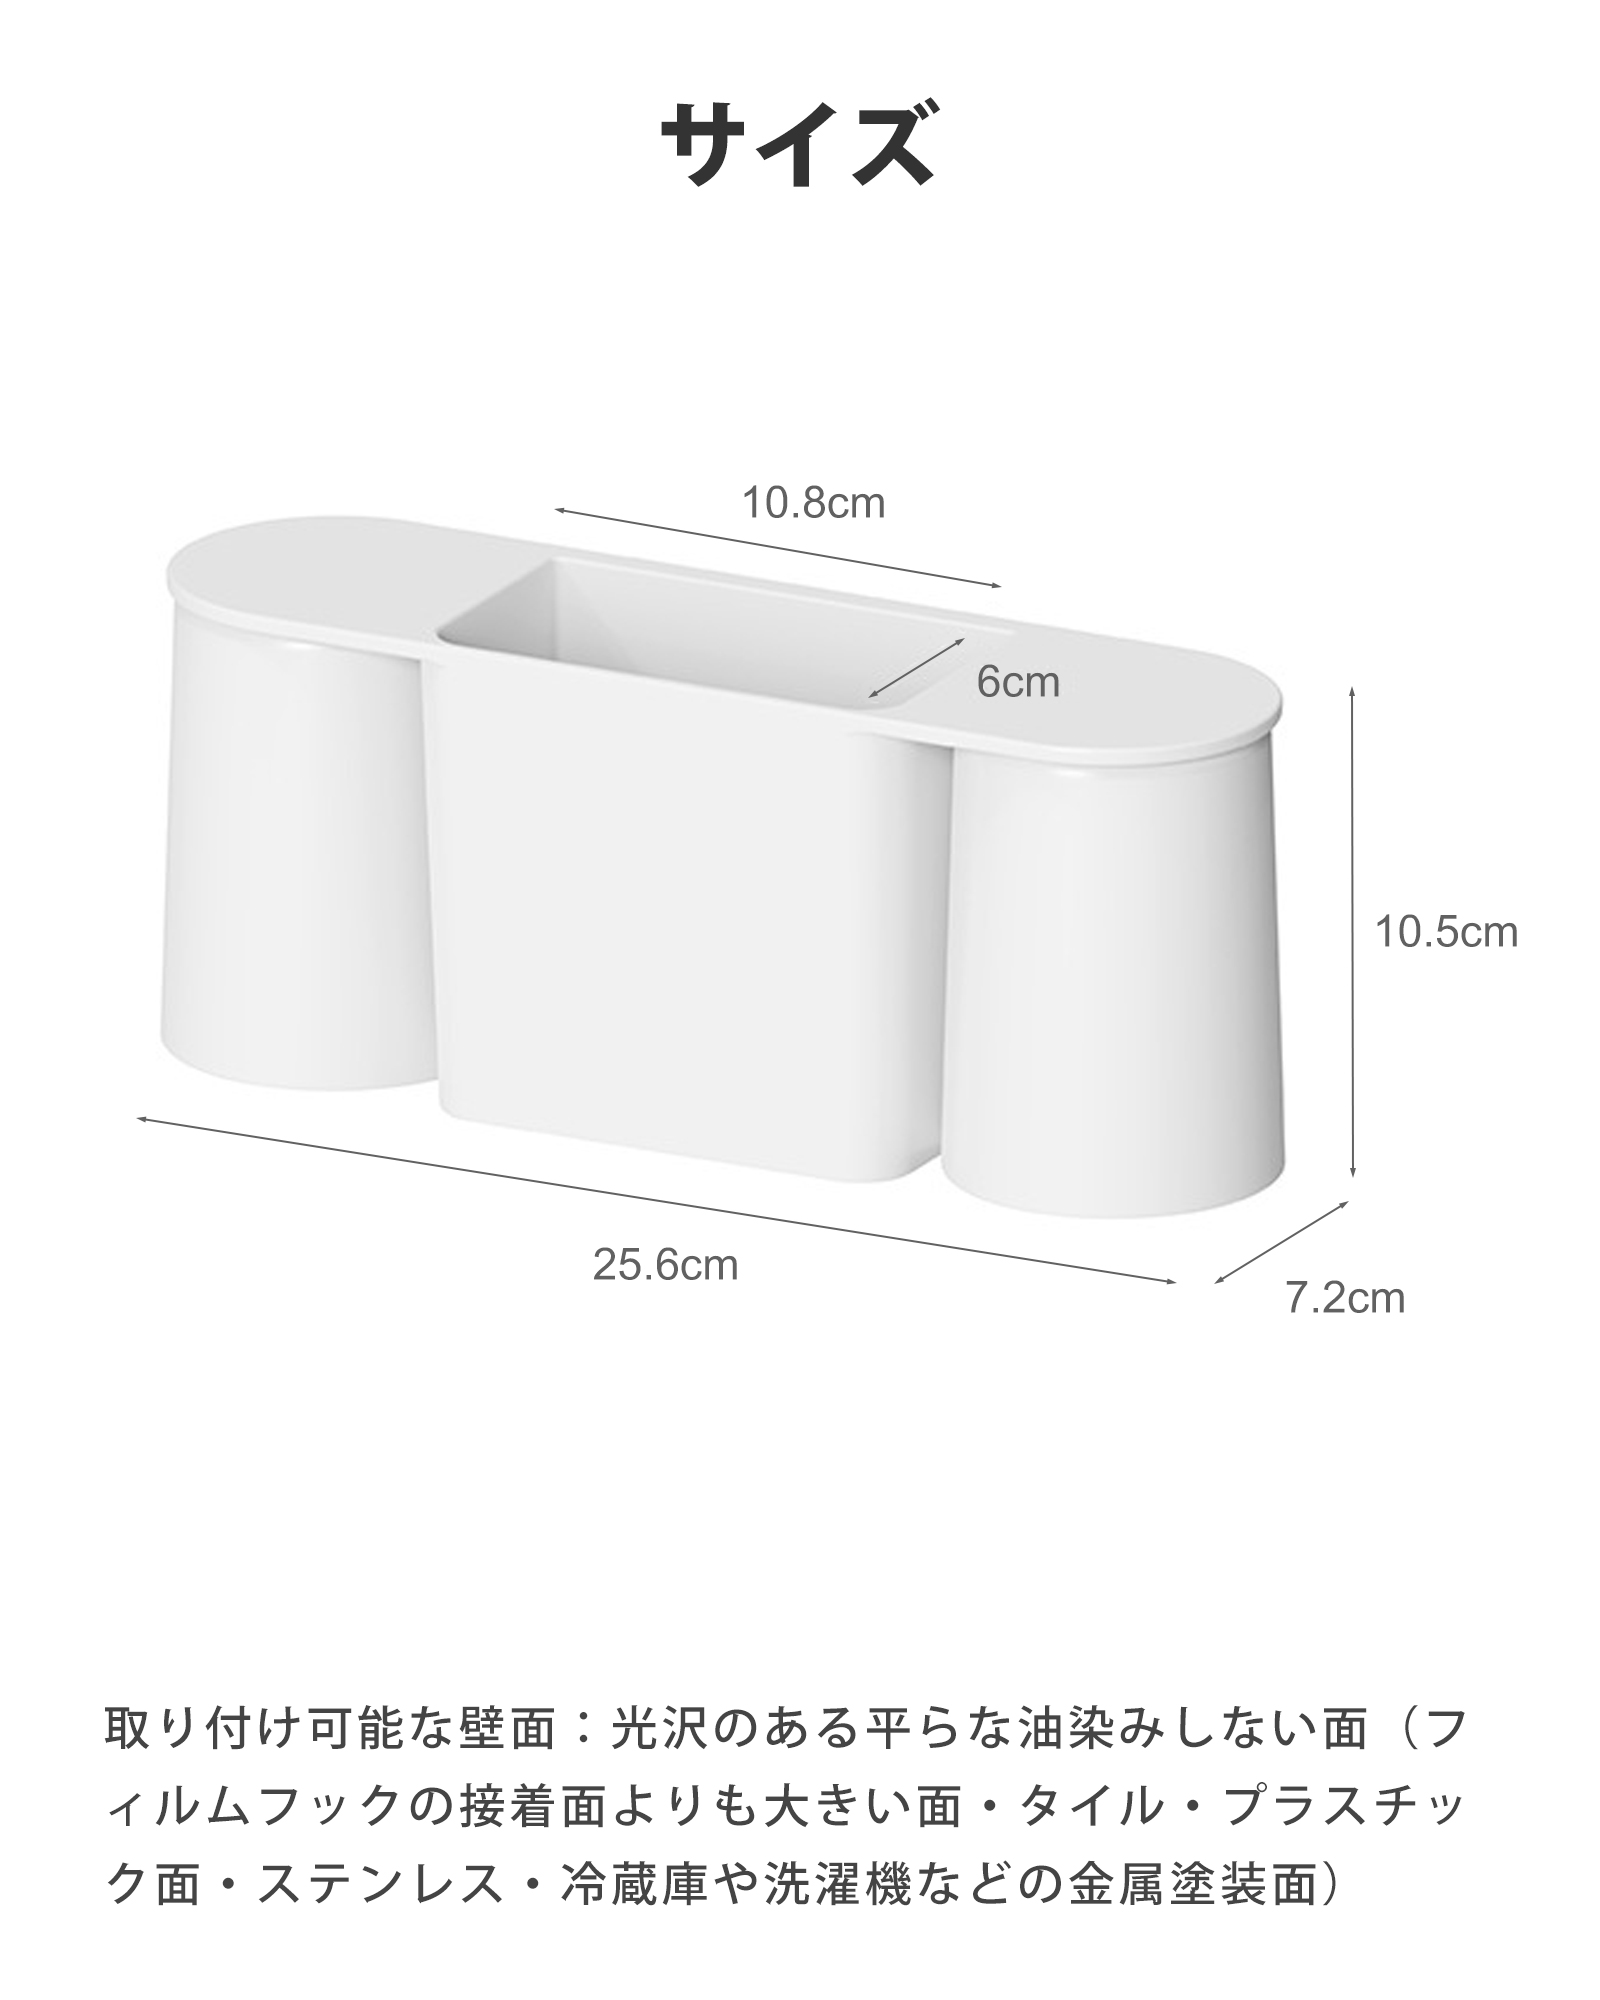 サイズ
10.8cm
6cm
10.5cm
25.6cm
7.2cm
取り付け可能な壁面：光沢のある平らな油染みしない面（フ
ィルムフックの接着面よりも大きい面・タイル・プラスチッ
ク面・ステンレス・冷蔵庫や洗濯機などの金属塗装面）